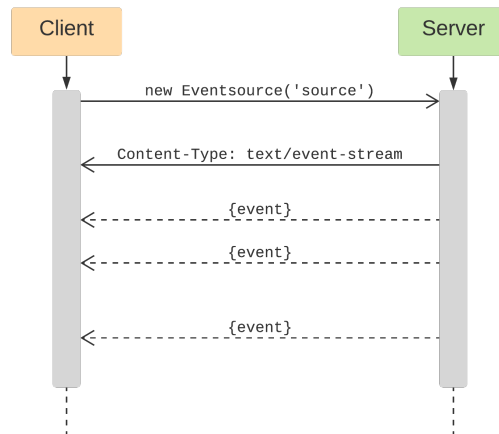 Client
Server
new Eventsource('source')
Content-Type: text/event-stream
{event}
{event}
{event}